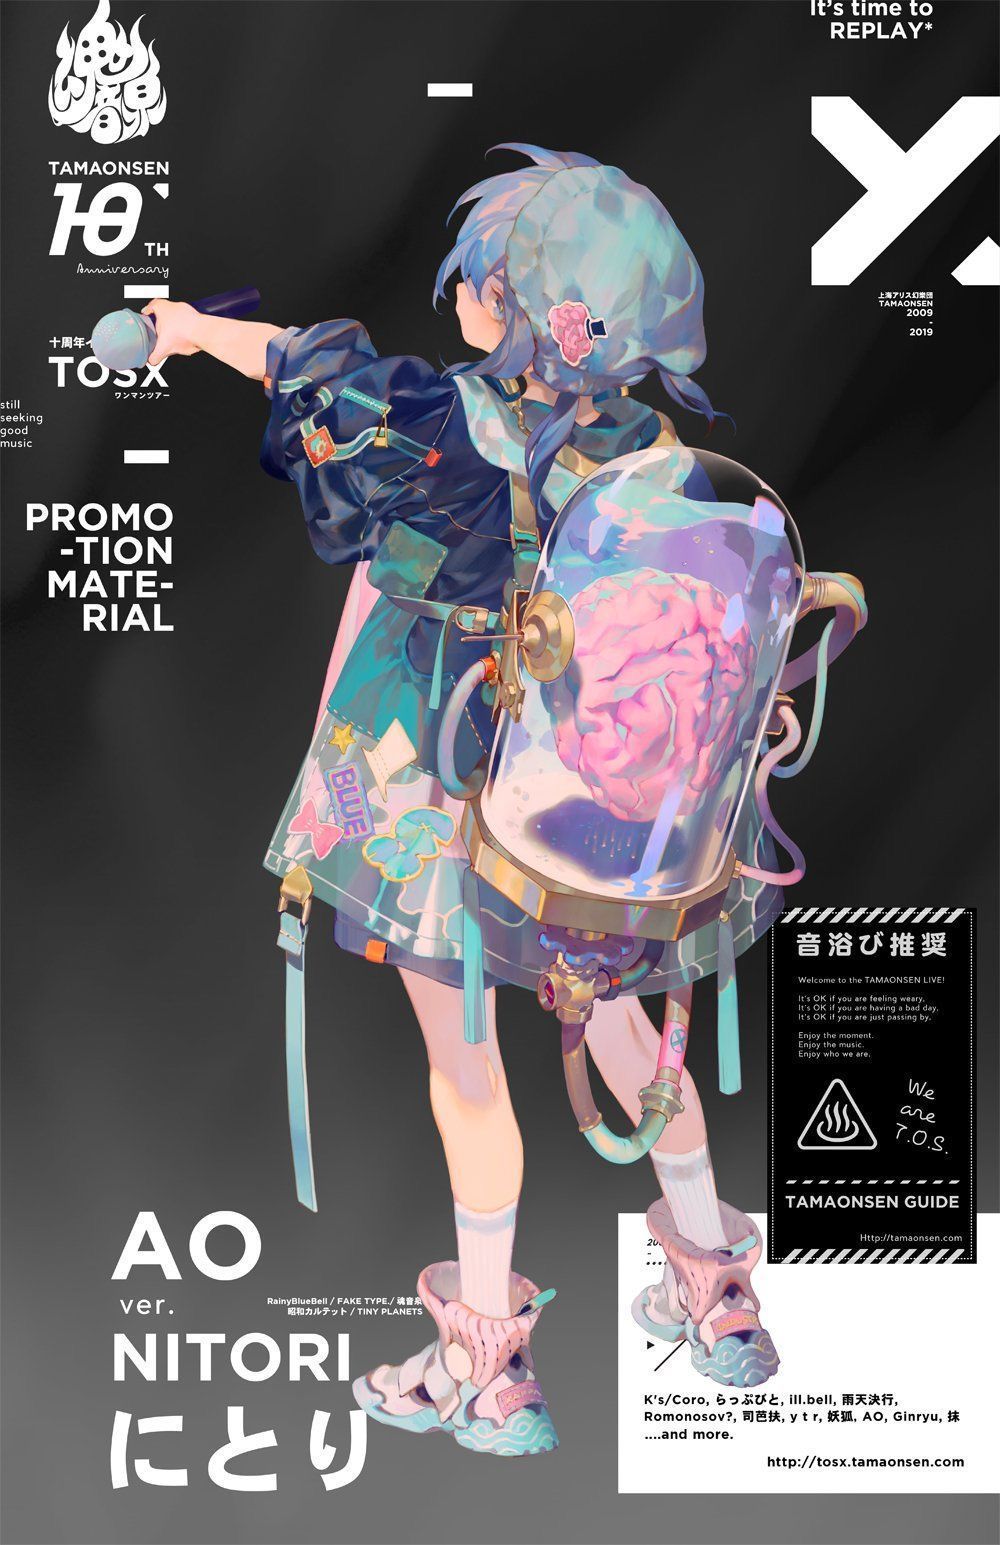 It's time to
REPLAY*
魂音泉
TAMAONSEN
10
TH
Anniversary
X
上海アリス幻樂団
TAMAONSEN
2009
-
2019
十周年
TOSX
ワンマンツアー
still
seeking
good
music
PROMO
-TION
MATE-
RIAL
BLUE
音浴び推奨
Welcome to the TAMAONSEN LIVE!
It's OK if you are feeling weary,
It's OK if you are having a bad day,
It's OK if you are just passing by.
Enjoy the moment.
Enjoy the music.
Enjoy who we are.
We
are
T.O.S.
TAMAONSEN GUIDE
Http://tamaonsen.com
AO
ver.
RainyBlueBell / FAKE TYPE./ 魂音泉
昭和カルテット / TINY PLANETS
NITORI
にとり
K's/Coro, らっぷびと, ill.bell, 雨天決行,
Romonosov?, 司芭扶, y t r, 妖狐, AO, Ginryu, 抹
....and more.
http://tosx.tamaonsen.com